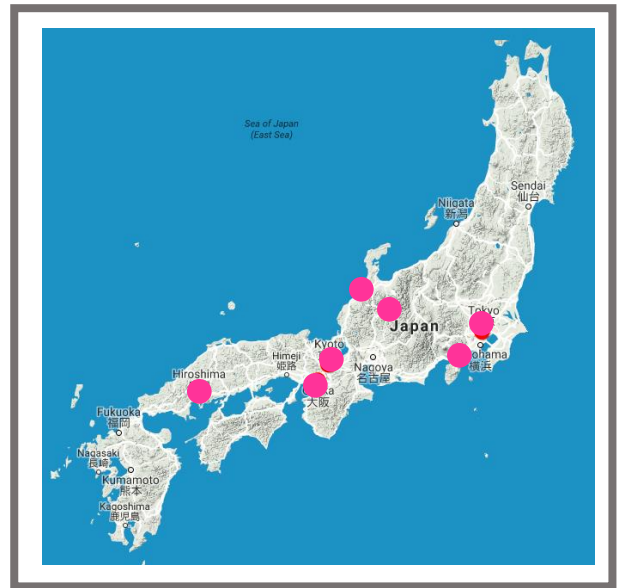 Sea of Japan
(East Sea)
Sendai
仙台
Niigata
新潟
Tokyo
Japan
Kyoto
Himeji
姫路
Nagoya
名古屋
横浜
Hiroshima
大阪
Fukuoka
福岡
Nagasaki
長崎
Kumamoto
熊本
Kagoshima
鹿児島